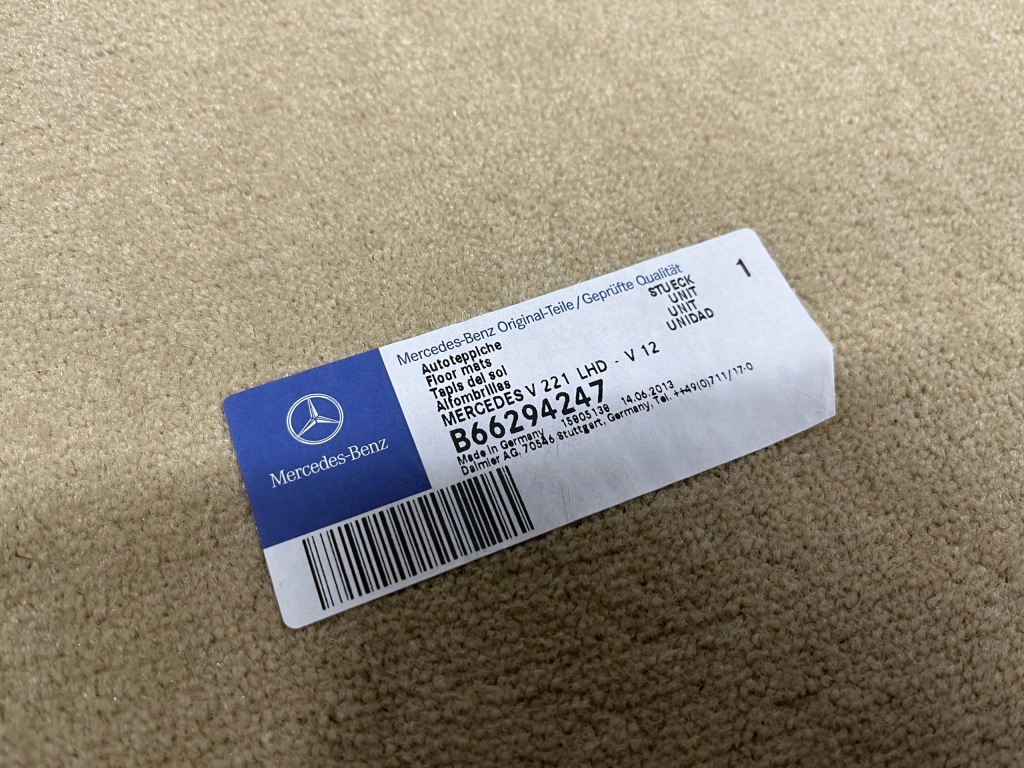 Mercedes-Benz Original-Teile / Geprüfte Qualität
Autoteppiche
Floor mats
Tapis del sol
Alfombrillas
STUECK
UNIT
UNIT
UNIDAD
1
MERCEDES V 221 LHD - V 12
B66294247
Made in Germany 15805138 14.06.2013
Daimler AG, 70546 Stuttgart, Germany, Tel. ++49(0)711/17-0
Mercedes-Benz